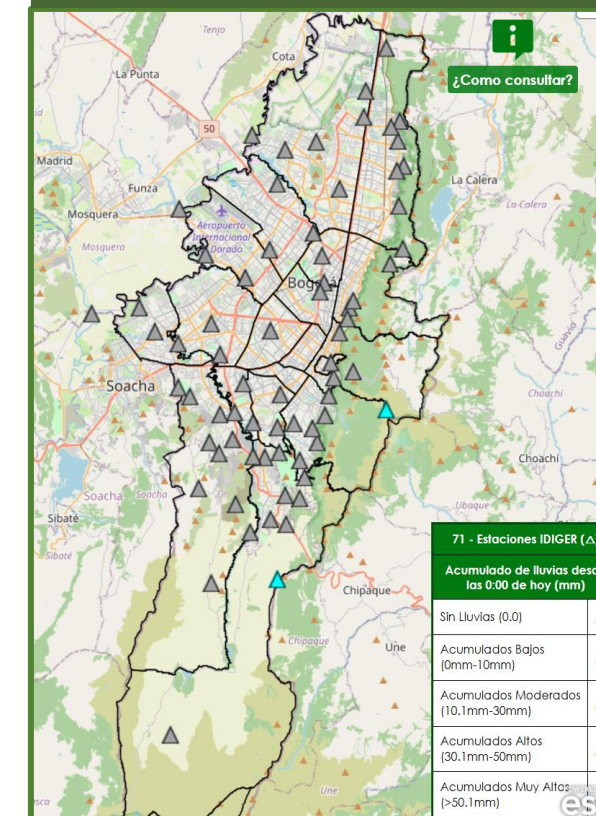 Tenjo
Cota
¿Como consultar?
La Punta
50
Madrid
Funza
La Calera
Mosquera
La-Calera
Aeropuerto
Internacional
Dorado
Mosquera
Bog
Soacha
Choachí
Choachí
Soacha
Soacha
Ubaque
Sibaté
71 - Estaciones IDIGER (△
Sibaté
Acumulado de lluvias desd
las 0:00 de hoy (mm)
Chipaque
Sin Lluvias (0.0)
Chipaque
Une
Acumulados Bajos
(0mm-10mm)
Acumulados Moderados
(10.1mm-30mm)
Acumulados Altos
(30.1mm-50mm)
Une
Acumulados Muy Altos
(>50.1mm)
es